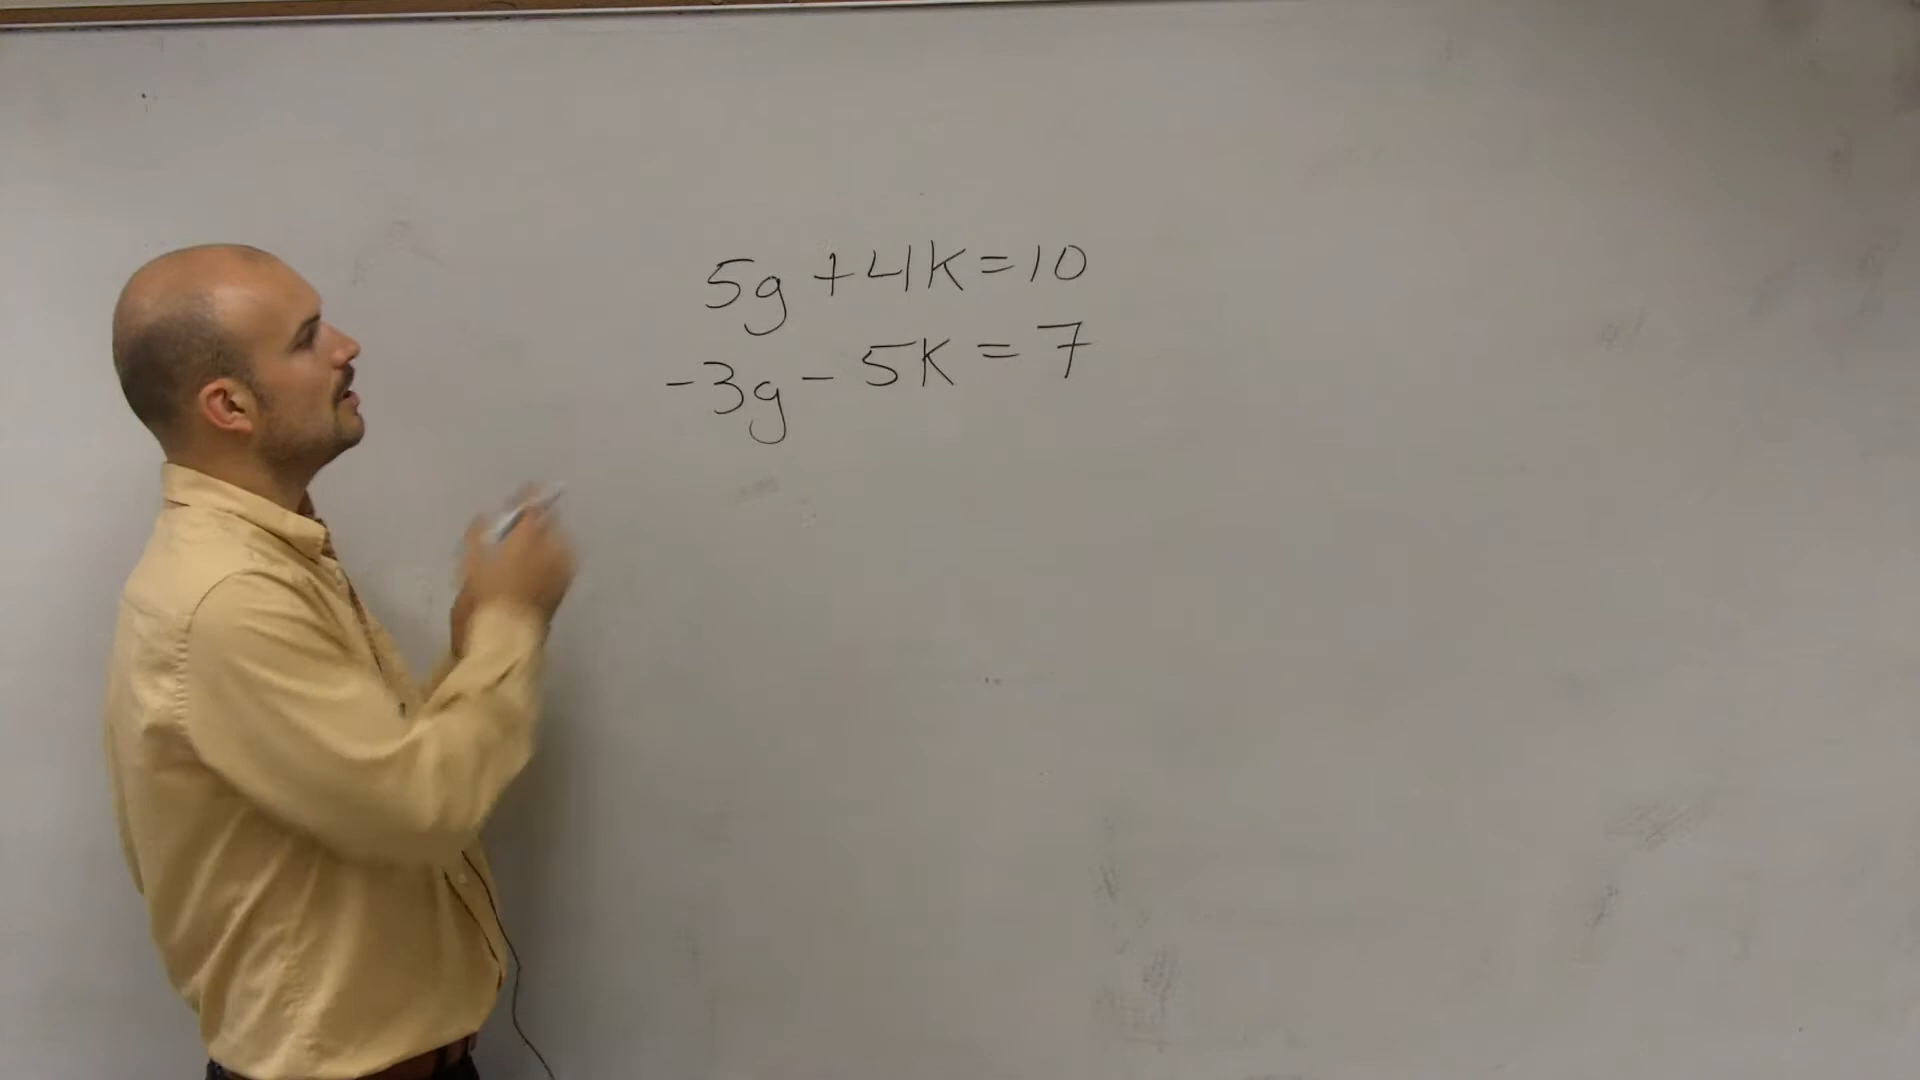 5g + 4k = 10
-3g - 5k = 7